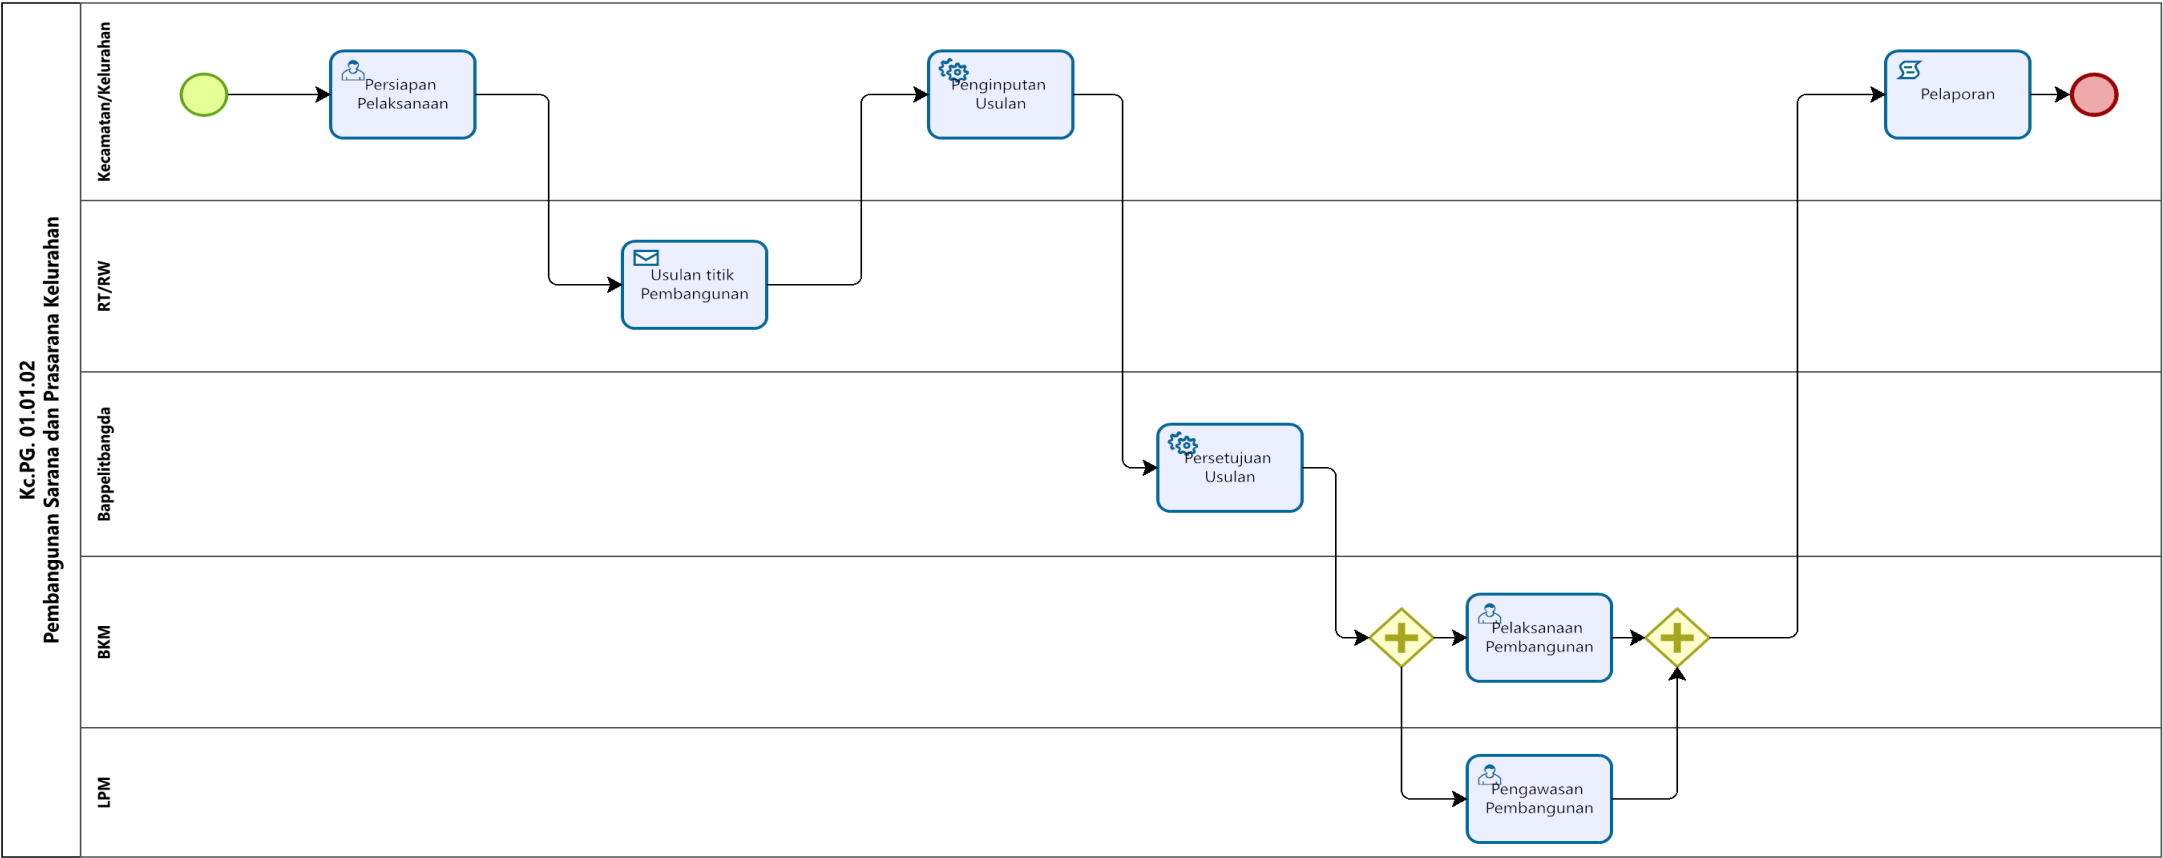 Kc.PG. 01.01.02
Pembangunan Sarana dan Prasarana Kelurahan
Kecamatan/Kelurahan
Persiapan
Pelaksanaan
Penginputan
Usulan
Pelaporan
RT/RW
Usulan titik
Pembangunan
Bappelitbangda
Persetujuan
Usulan
BKM
Pelaksanaan
Pembangunan
LPM
Pengawasan
Pembangunan